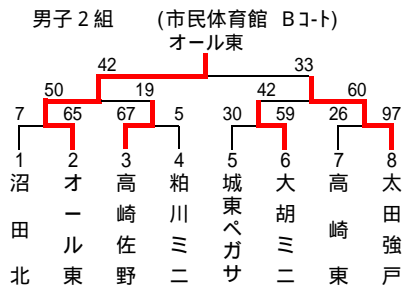 男子2組 (市民体育館 Bコート)
オール東
42 33
50 19 42 60
7 65 67 5 30 59 26 97
1 2 3 4 5 6 7 8
沼田北
オール東
高崎佐野
粕川ミニ
城東ペガサ
大胡ミニ
高崎東
太田強戸